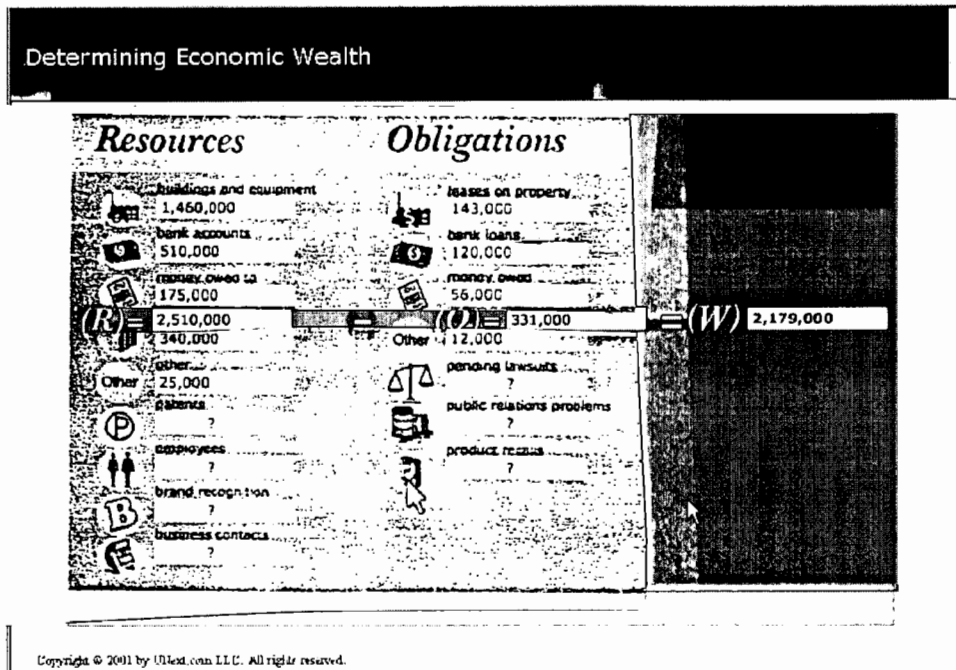 Determining Economic Wealth
Resources
buildings and equipment
1,460,000
bank accounts
510,000
money owed to
175,000
(R) = 2,510,000
340,000
other
Other 25,000
patents
P ?
employees
?
brand recognition
B ?
business contacts
?
Obligations
leases on property
143,000
bank loans
$ 120,000
money owed
56,000
(O) = 331,000
Other 12,000
pending lawsuits
?
public relations problems
?
product recalls
?
= (W) 2,179,000
Copyright © 2001 by LLC. All rights reserved.